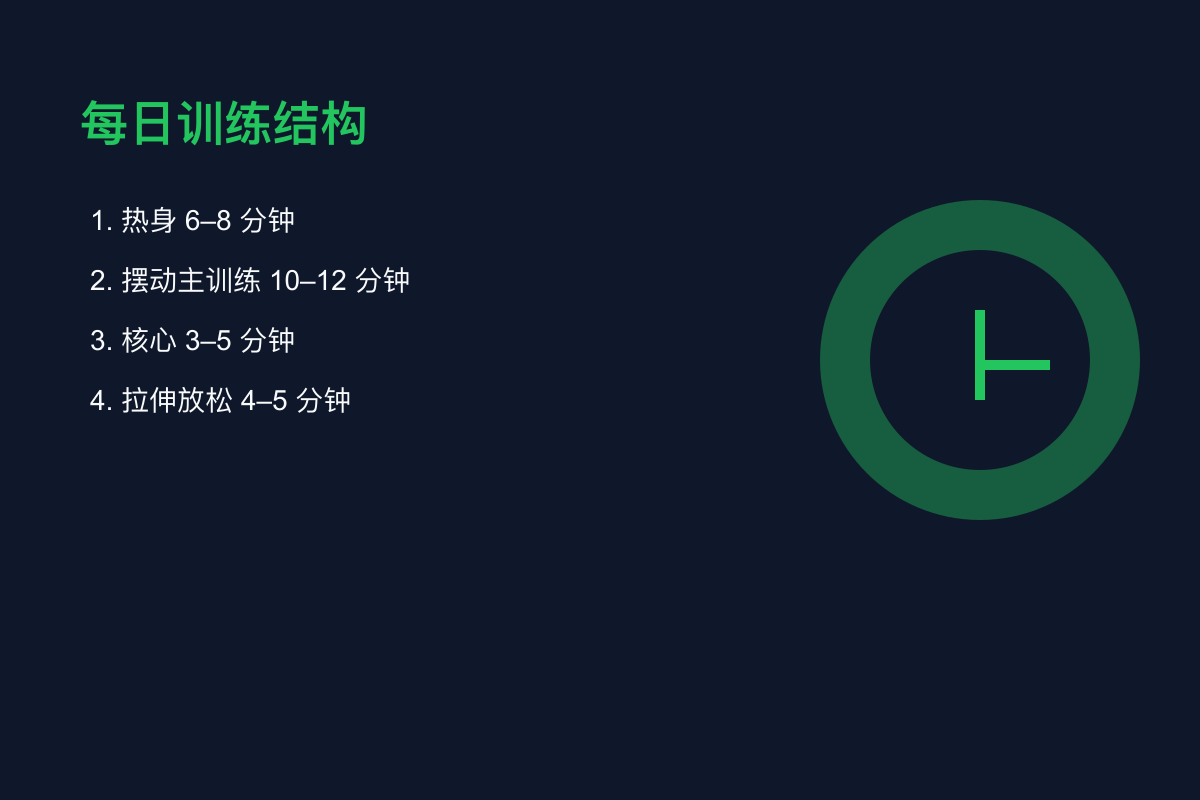 每日训练结构
1. 热身 6–8 分钟
2. 摆动主训练 10–12 分钟
3. 核心 3–5 分钟
4. 拉伸放松 4–5 分钟